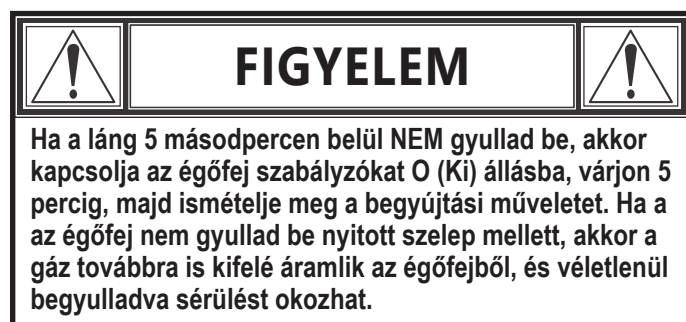 FIGYELEM
Ha a láng 5 másodpercen belül NEM gyullad be, akkor
kapcsolja az égőfej szabályzókat O (Ki) állásba, várjon 5
percig, majd ismételje meg a begyújtási műveletet. Ha a
az égőfej nem gyullad be nyitott szelep mellett, akkor a
gáz továbbra is kifelé áramlik az égőfejből, és véletlenül
begyulladva sérülést okozhat.